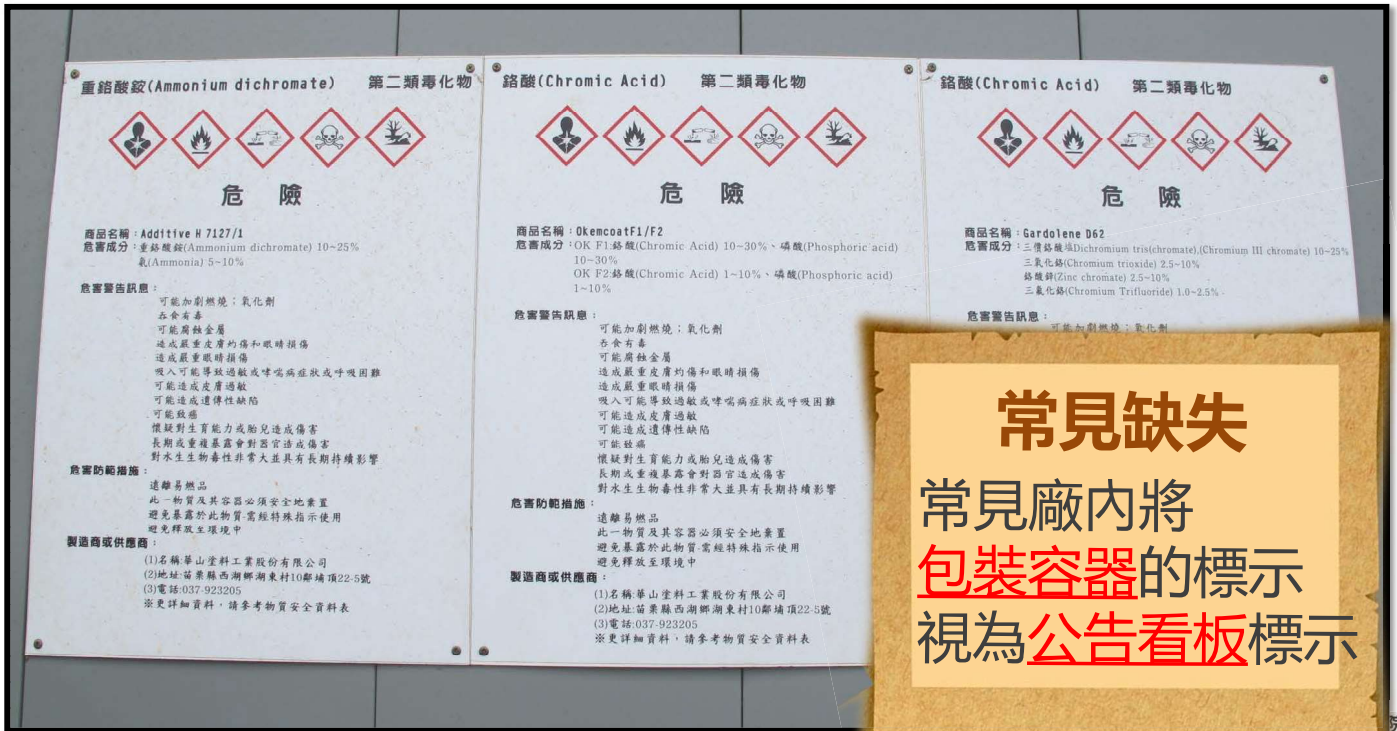 重鉻酸銨(Ammonium dichromate) 第二類毒化物
危 險
商品名稱：Additive H 7127/1
危害成分：重鉻酸銨(Ammonium dichromate) 10~25%
氨(Ammonia) 5~10%
危害警告訊息：
可能加劇燃燒；氧化劑
吞食有毒
可能腐蝕金屬
造成嚴重皮膚灼傷和眼睛損傷
造成嚴重眼睛損傷
吸入可能導致過敏或哮喘病症狀或呼吸困難
可能造成皮膚過敏
可能造成遺傳性缺陷
可能致癌
懷疑對生育能力或胎兒造成傷害
長期或重複暴露會對器官造成傷害
對水生生物毒性非常大並具有長期持續影響
危害防範措施：
遠離易燃品
此一物質及其容器必須安全地棄置
避免暴露於此物質-需經特殊指示使用
避免釋放至環境中
製造商或供應商：
(1)名稱:華山塗料工業股份有限公司
(2)地址:苗栗縣西湖鄉湖東村10鄰埔頂22-5號
(3)電話:037-923205
※更詳細資料，請參考物質安全資料表
鉻酸(Chromic Acid) 第二類毒化物
危 險
商品名稱：OkemcoatF1/F2
危害成分：OK F1:鉻酸(Chromic Acid) 10~30%、磷酸(Phosphoric acid)
10~30%
OK F2:鉻酸(Chromic Acid) 1~10%、磷酸(Phosphoric acid)
1~10%
危害警告訊息：
可能加劇燃燒；氧化劑
吞食有毒
可能腐蝕金屬
造成嚴重皮膚灼傷和眼睛損傷
造成嚴重眼睛損傷
吸入可能導致過敏或哮喘病症狀或呼吸困難
可能造成皮膚過敏
可能造成遺傳性缺陷
可能致癌
懷疑對生育能力或胎兒造成傷害
長期或重複暴露會對器官造成傷害
對水生生物毒性非常大並具有長期持續影響
危害防範措施：
遠離易燃品
此一物質及其容器必須安全地棄置
避免暴露於此物質-需經特殊指示使用
避免釋放至環境中
製造商或供應商：
(1)名稱:華山塗料工業股份有限公司
(2)地址:苗栗縣西湖鄉湖東村10鄰埔頂22-5號
(3)電話:037-923205
※更詳細資料，請參考物質安全資料表
鉻酸(Chromic Acid) 第二類毒化物
危 險
商品名稱：Gardolene D62
危害成分：三價鉻酸塩Dichromium tris(chromate),(Chromium III chromate) 10~25%
三氧化鉻(Chromium trioxide) 2.5~10%
鉻酸鋅(Zinc chromate) 2.5~10%
三氟化鉻(Chromium Trifluoride) 1.0~2.5%
危害警告訊息：
可能加劇燃燒；氧化劑
常見缺失
常見廠內將
包裝容器的標示
視為公告看板標示